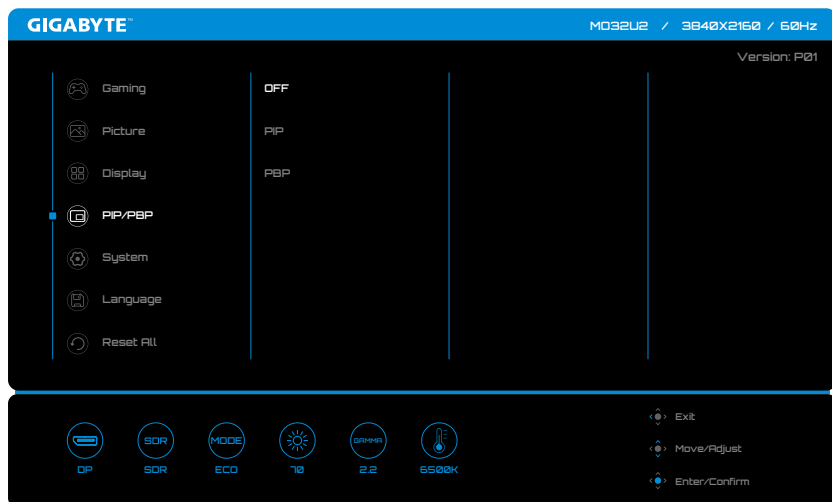 GIGABYTE™ MO32U2 / 3840X2160 / 60Hz
Version: P01
Gaming OFF
Picture PIP
Display PBP
PIP/PBP
System
Language
Reset All
SDR MODE GAMMA
DP SDR ECO 70 2.2 6500K
Exit
Move/Adjust
Enter/Confirm